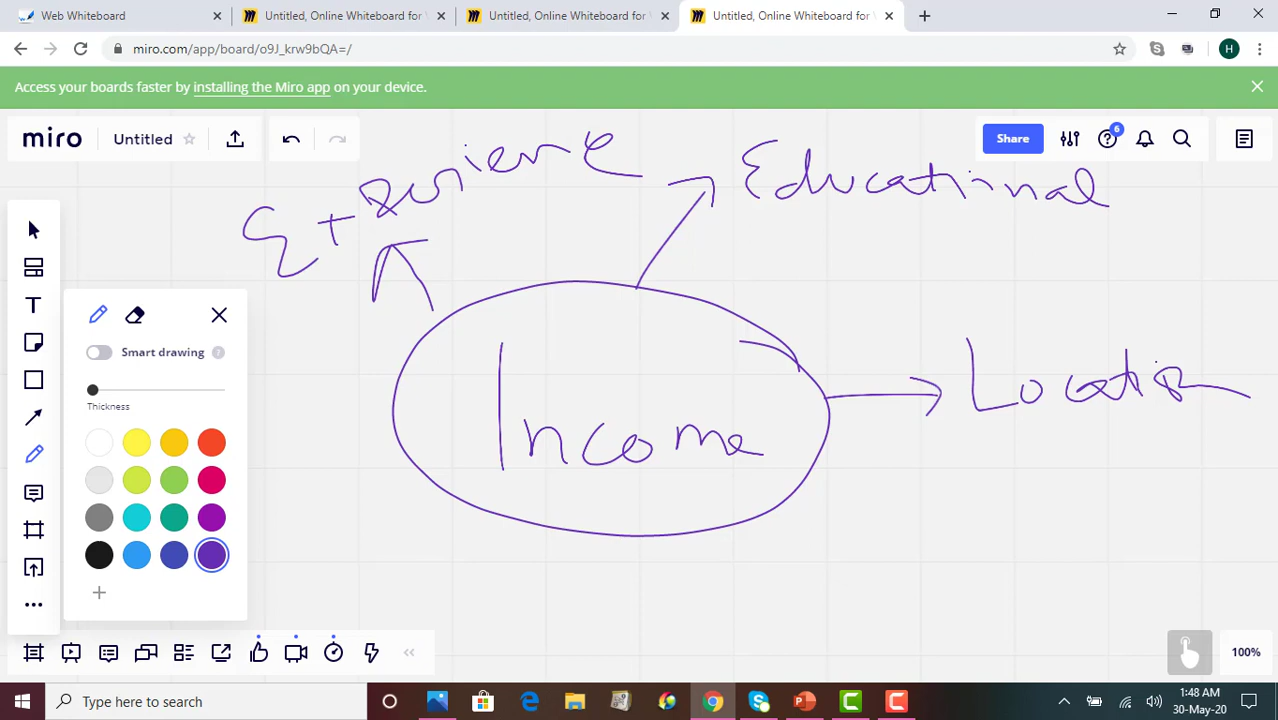 Web Whiteboard
Untitled, Online Whiteboard for
Untitled, Online Whiteboard for
Untitled, Online Whiteboard for
miro.com/app/board/o9J_krw9bQA=/
H
Access your boards faster by installing the Miro app on your device.
miro
Untitled
Share
6
Educational
Income
Location
Smart drawing
?
Thickness
100%
Type here to search
1:48 AM
30-May-20